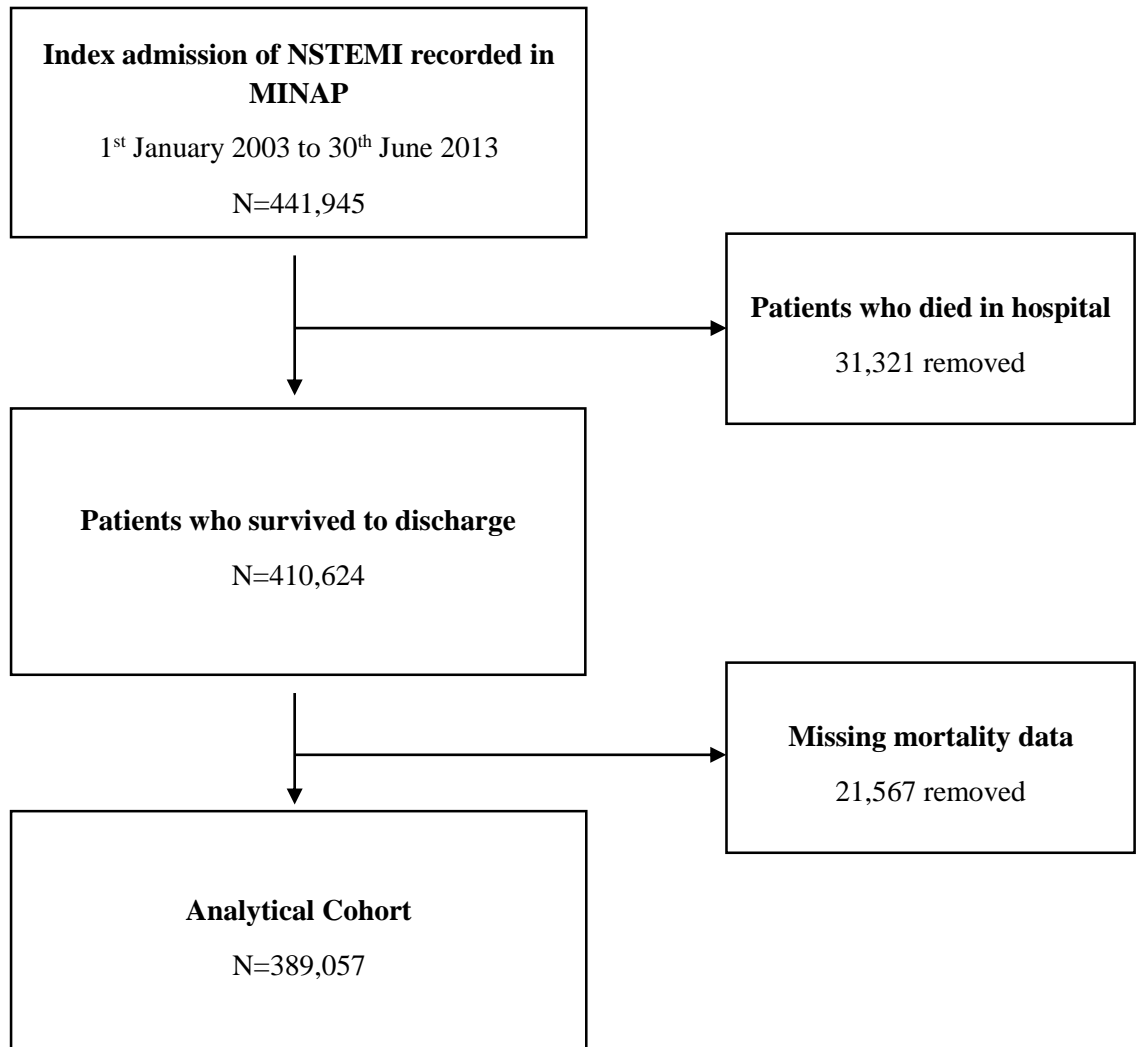 Index admission of NSTEMI recorded in
MINAP
1st January 2003 to 30th June 2013
N=441,945
Patients who died in hospital
31,321 removed
Patients who survived to discharge
N=410,624
Missing mortality data
21,567 removed
Analytical Cohort
N=389,057